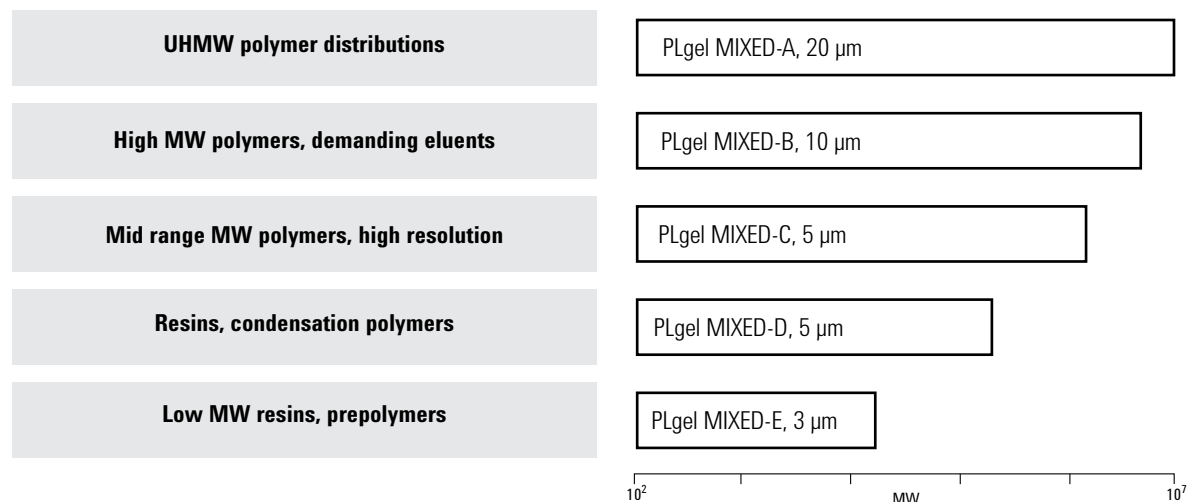 UHMW polymer distributions
PLgel MIXED-A, 20 µm
High MW polymers, demanding eluents
PLgel MIXED-B, 10 µm
Mid range MW polymers, high resolution
PLgel MIXED-C, 5 µm
Resins, condensation polymers
PLgel MIXED-D, 5 µm
Low MW resins, prepolymers
PLgel MIXED-E, 3 µm
10² MW 10⁷